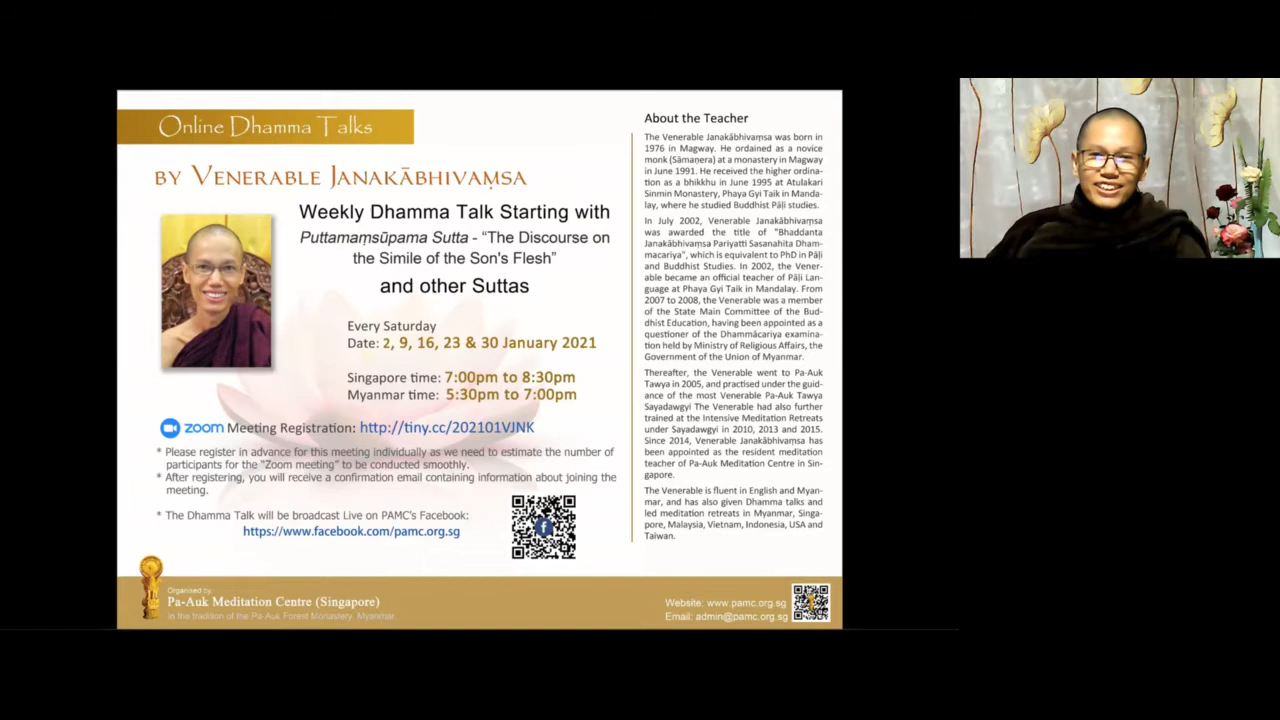 Online Dhamma Talks
BY VENERABLE JANAKĀBHIVAṂSA
Weekly Dhamma Talk Starting with
Puttamaṃsūpama Sutta - “The Discourse on
the Simile of the Son's Flesh”
and other Suttas
Every Saturday
Date: 2, 9, 16, 23 & 30 January 2021
Singapore time: 7:00pm to 8:30pm
Myanmar time: 5:30pm to 7:00pm
zoom Meeting Registration: http://tiny.cc/202101VJNK
* Please register in advance for this meeting individually as we need to estimate the number of
participants for the “Zoom meeting” to be conducted smoothly.
* After registering, you will receive a confirmation email containing information about joining the
meeting.
* The Dhamma Talk will be broadcast Live on PAMC's Facebook:
https://www.facebook.com/pamc.org.sg
About the Teacher
The Venerable Janakābhivaṃsa was born in
1976 in Magway. He ordained as a novice
monk (Sāmaṇera) at a monastery in Magway
in June 1991. He received the higher ordina-
tion as a bhikkhu in June 1995 at Atulakari
Sinmin Monastery, Phaya Gyi Taik in Manda-
lay, where he studied Buddhist Pāḷi studies.
In July 2002, Venerable Janakābhivaṃsa
was awarded the title of "Bhaddanta
Janakābhivaṃsa Pariyatti Sasanahita Dham-
macariya", which is equivalent to PhD in Pāḷi
and Buddhist Studies. In 2002, the Vener-
able became an official teacher of Pāḷi Lan-
guage at Phaya Gyi Taik in Mandalay. From
2007 to 2008, the Venerable was a member
of the State Main Committee of the Bud-
dhist Education, having been appointed as a
questioner of the Dhammācariya examina-
tion held by Ministry of Religious Affairs, the
Government of the Union of Myanmar.
Thereafter, the Venerable went to Pa-Auk
Tawya in 2005, and practised under the guid-
ance of the most Venerable Pa-Auk Tawya
Sayadawgyi The Venerable had also further
trained at the Intensive Meditation Retreats
under Sayadawgyi in 2010, 2013 and 2015.
Since 2014, Venerable Janakābhivaṃsa has
been appointed as the resident meditation
teacher of Pa-Auk Meditation Centre in Sin-
gapore.
The Venerable is fluent in English and Myan-
mar, and has also given Dhamma talks and
led meditation retreats in Myanmar, Singa-
pore, Malaysia, Vietnam, Indonesia, USA and
Taiwan.
Organised by:
Pa-Auk Meditation Centre (Singapore)
In the tradition of the Pa-Auk Forest Monastery, Myanmar.
Website: www.pamc.org.sg
Email: admin@pamc.org.sg